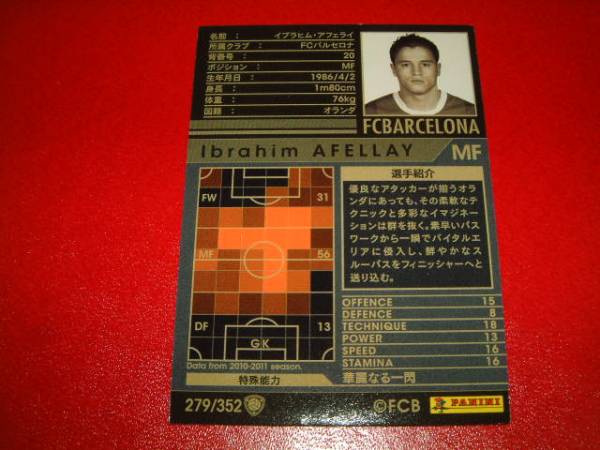 名前 : イブラヒム・アフェライ
所属クラブ : FCバルセロナ
背番号 : 20
ポジション : MF
生年月日 : 1986/4/2
身長 : 1m80cm
体重 : 76kg
国籍 : オランダ
FCBARCELONA
Ibrahim AFELLAY MF
FW 31
MF 56
DF 13
GK
Data from 2010-2011 season.
選手紹介
優良なアタッカーが揃うオラ
ンダにあっても、その柔軟なテ
クニックと多彩なイマジネー
ションは群を抜く。素早いパス
ワークから一瞬でバイタルエ
リアに侵入し、鮮やかなス
ルーパスをフィニッシャーへと
送り込む。
OFFENCE 15
DEFENCE 8
TECHNIQUE 18
POWER 13
SPEED 16
STAMINA 16
特殊能力 華麗なる一閃
279/352 ©FCB PANINI